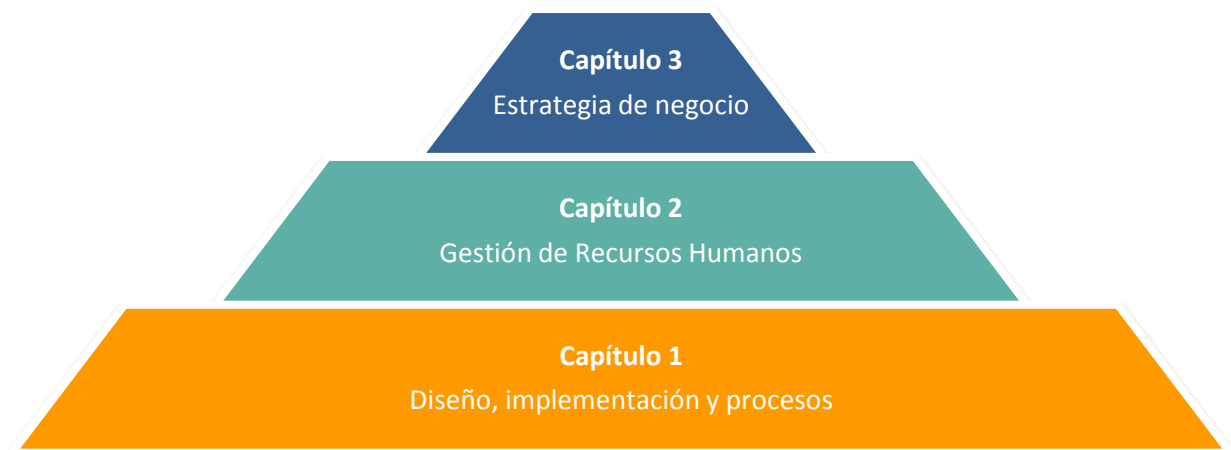 Capítulo 3
Estrategia de negocio
Capítulo 2
Gestión de Recursos Humanos
Capítulo 1
Diseño, implementación y procesos